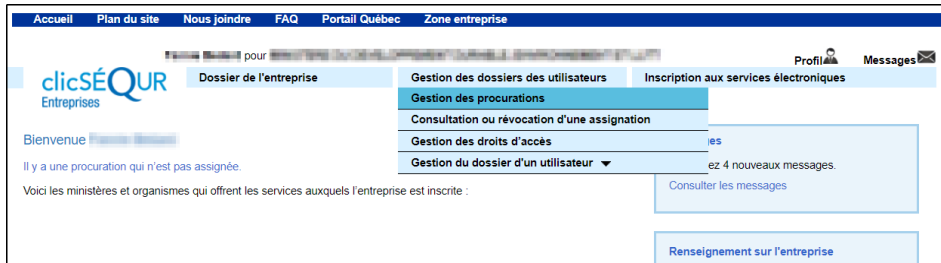 Accueil Plan du site Nous joindre FAQ Portail Québec Zone entreprise
pour
Profil Messages
clicSÉQUR
Entreprises
Dossier de l'entreprise Gestion des dossiers des utilisateurs Inscription aux services électroniques
Gestion des procurations
Consultation ou révocation d'une assignation
Gestion des droits d'accès
Gestion du dossier d'un utilisateur
Bienvenue
Il y a une procuration qui n'est pas assignée.
Voici les ministères et organismes qui offrent les services auxquels l'entreprise est inscrite :
4 nouveaux messages.
Consulter les messages
Renseignement sur l'entreprise